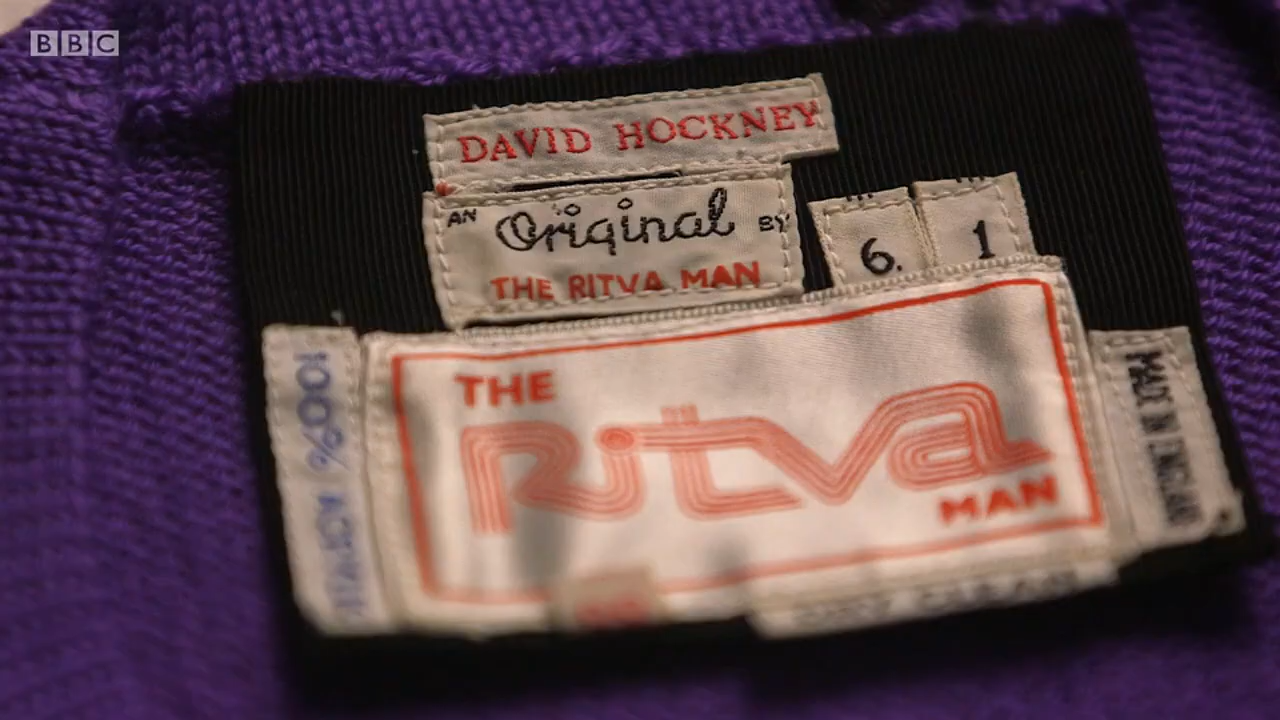 BBC
DAVID HOCKNEY
AN Original BY
THE RITVA MAN
6. 1
100% ACRYLIC
THE
Ritva
MAN
MADE IN ENGLAND